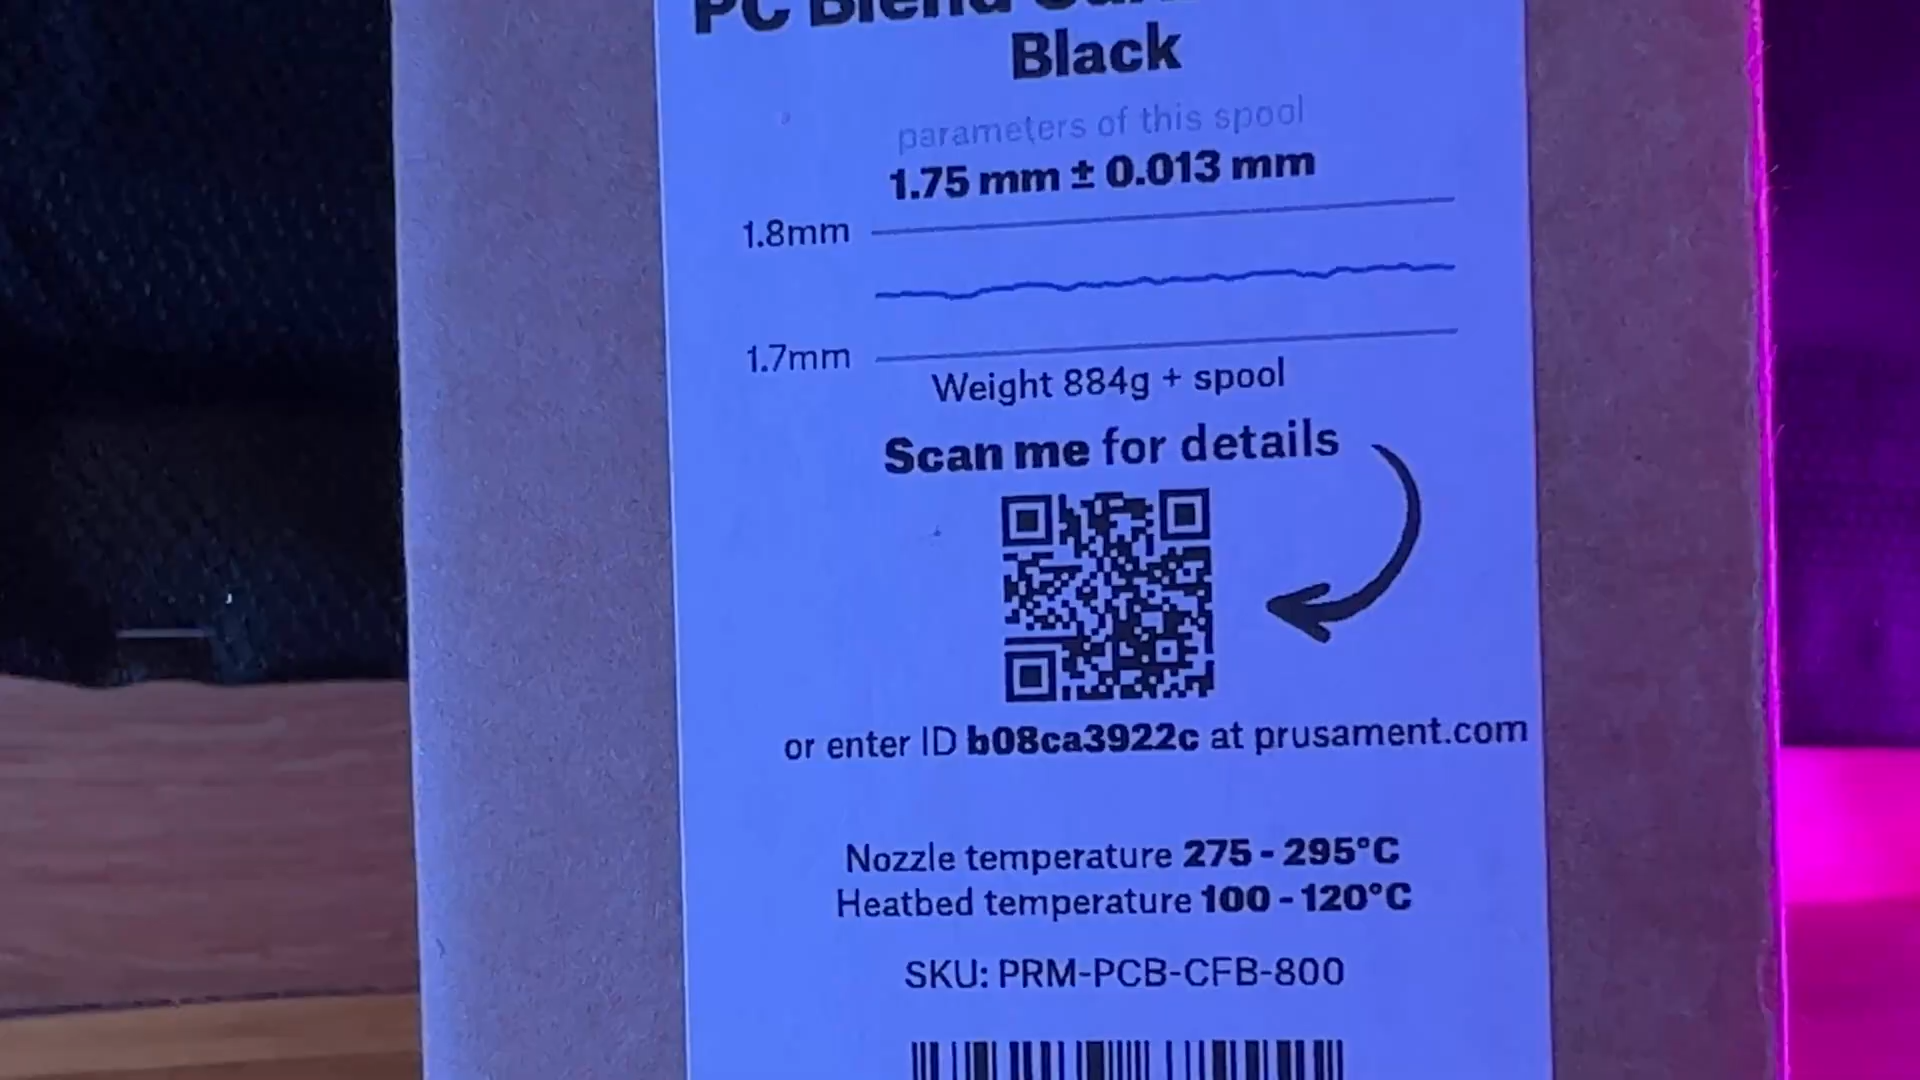 PC Blend
Black
parameters of this spool
1.75 mm ± 0.013 mm
1.8mm
1.7mm
Weight 884g + spool
Scan me for details
or enter ID b08ca3922c at prusament.com
Nozzle temperature 275 - 295°C
Heatbed temperature 100 - 120°C
SKU: PRM-PCB-CFB-800